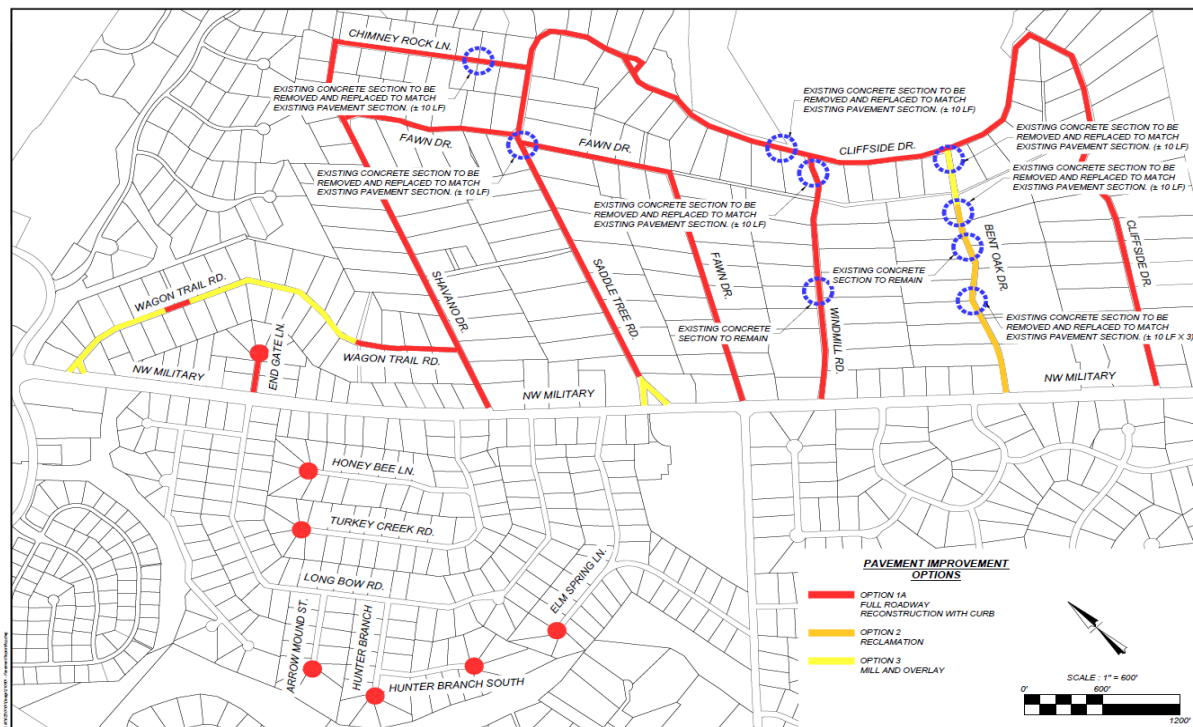 CHIMNEY ROCK LN.
EXISTING CONCRETE SECTION TO BE
REMOVED AND REPLACED TO MATCH
EXISTING PAVEMENT SECTION. (± 10 LF)
EXISTING CONCRETE SECTION TO BE
REMOVED AND REPLACED TO MATCH
EXISTING PAVEMENT SECTION. (± 10 LF)
FAWN DR.
FAWN DR.
CLIFFSIDE DR.
EXISTING CONCRETE SECTION TO BE
REMOVED AND REPLACED TO MATCH
EXISTING PAVEMENT SECTION. (± 10 LF)
EXISTING CONCRETE SECTION TO BE
REMOVED AND REPLACED TO MATCH
EXISTING PAVEMENT SECTION. (± 10 LF)
EXISTING CONCRETE SECTION TO BE
REMOVED AND REPLACED TO MATCH
EXISTING PAVEMENT SECTION. (± 10 LF)
EXISTING CONCRETE SECTION TO BE
REMOVED AND REPLACED TO MATCH
EXISTING PAVEMENT SECTION. (± 10 LF)
WAGON TRAIL RD.
SHAVANO DR.
SADDLE TREE RD.
FAWN DR.
EXISTING CONCRETE
SECTION TO REMAIN
BENT OAK DR.
CLIFFSIDE DR.
EXISTING CONCRETE
SECTION TO REMAIN
WINDMILL RD.
EXISTING CONCRETE SECTION TO BE
REMOVED AND REPLACED TO MATCH
EXISTING PAVEMENT SECTION. (± 10 LF X 3)
END GATE LN.
WAGON TRAIL RD.
NW MILITARY
NW MILITARY
NW MILITARY
HONEY BEE LN.
TURKEY CREEK RD.
LONG BOW RD.
ELM SPRING LN.
ARROW MOUND ST.
HUNTER BRANCH
HUNTER BRANCH SOUTH
PAVEMENT IMPROVEMENT
OPTIONS
OPTION 1A
FULL ROADWAY
RECONSTRUCTION WITH CURB
OPTION 2
RECLAMATION
OPTION 3
MILL AND OVERLAY
SCALE : 1" = 600'
0' 600'
1200'